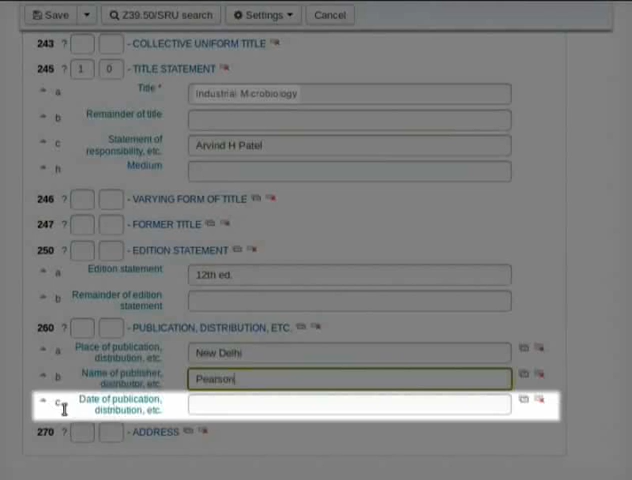 Save Z39.50/SRU search Settings Cancel
243 ? - COLLECTIVE UNIFORM TITLE
245 ? 1 0 - TITLE STATEMENT
a Title * Industrial Microbiology
b Remainder of title
c Statement of responsibility, etc. Arvind H Patel
h Medium
246 ? - VARYING FORM OF TITLE
247 ? - FORMER TITLE
250 ? - EDITION STATEMENT
a Edition statement 12th ed.
b Remainder of edition statement
260 ? - PUBLICATION, DISTRIBUTION, ETC.
a Place of publication, distribution, etc. New Delhi
b Name of publisher, distributor, etc. Pearson
c Date of publication, distribution, etc.
270 ? - ADDRESS